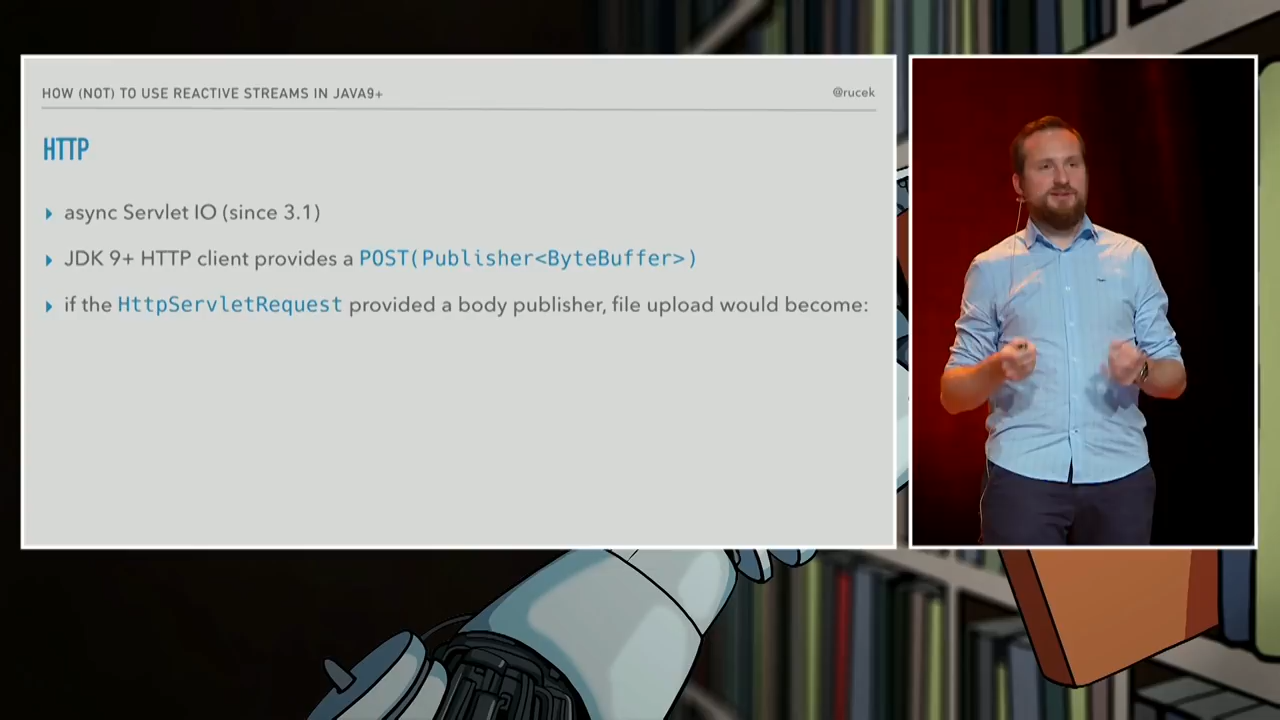 HOW (NOT) TO USE REACTIVE STREAMS IN JAVA9+
@rucek
HTTP
async Servlet IO (since 3.1)
JDK 9+ HTTP client provides a POST(Publisher<ByteBuffer>)
if the HttpServletRequest provided a body publisher, file upload would become: